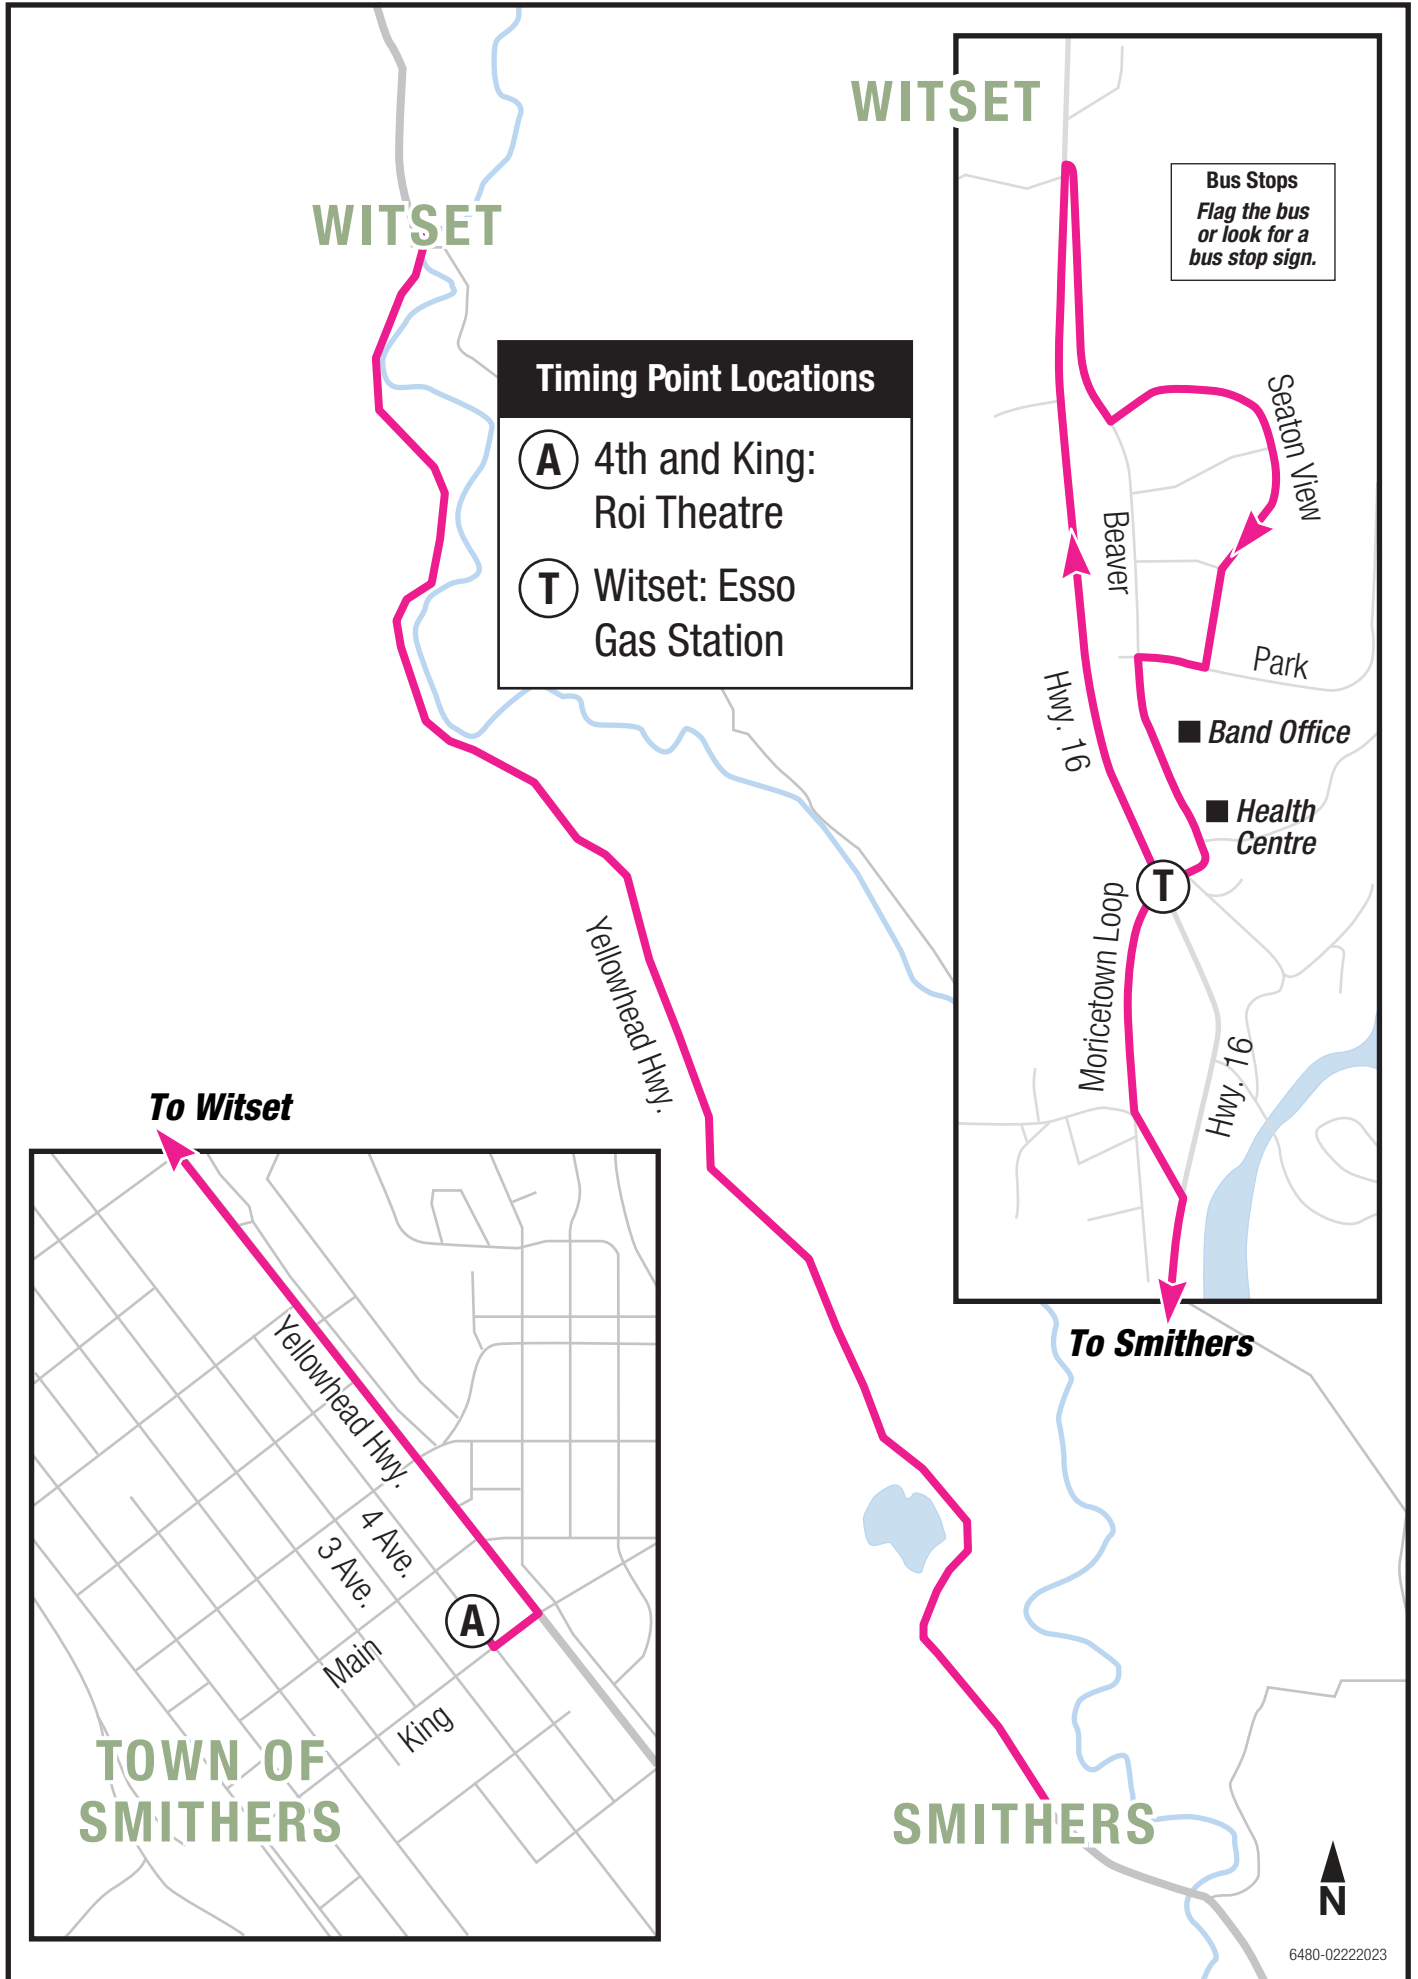 WITSET
WITSET
Bus Stops
Flag the bus
or look for a
bus stop sign.
Timing Point Locations
A 4th and King:
Roi Theatre
T Witset: Esso
Gas Station
Seaton View
Beaver
Park
Hwy. 16
Band Office
Health
Centre
T
Moricetown Loop
Hwy. 16
To Smithers
Yellowhead Hwy.
To Witset
Yellowhead Hwy.
4 Ave.
3 Ave.
A
Main
King
TOWN OF
SMITHERS
SMITHERS
N
6480-02222023